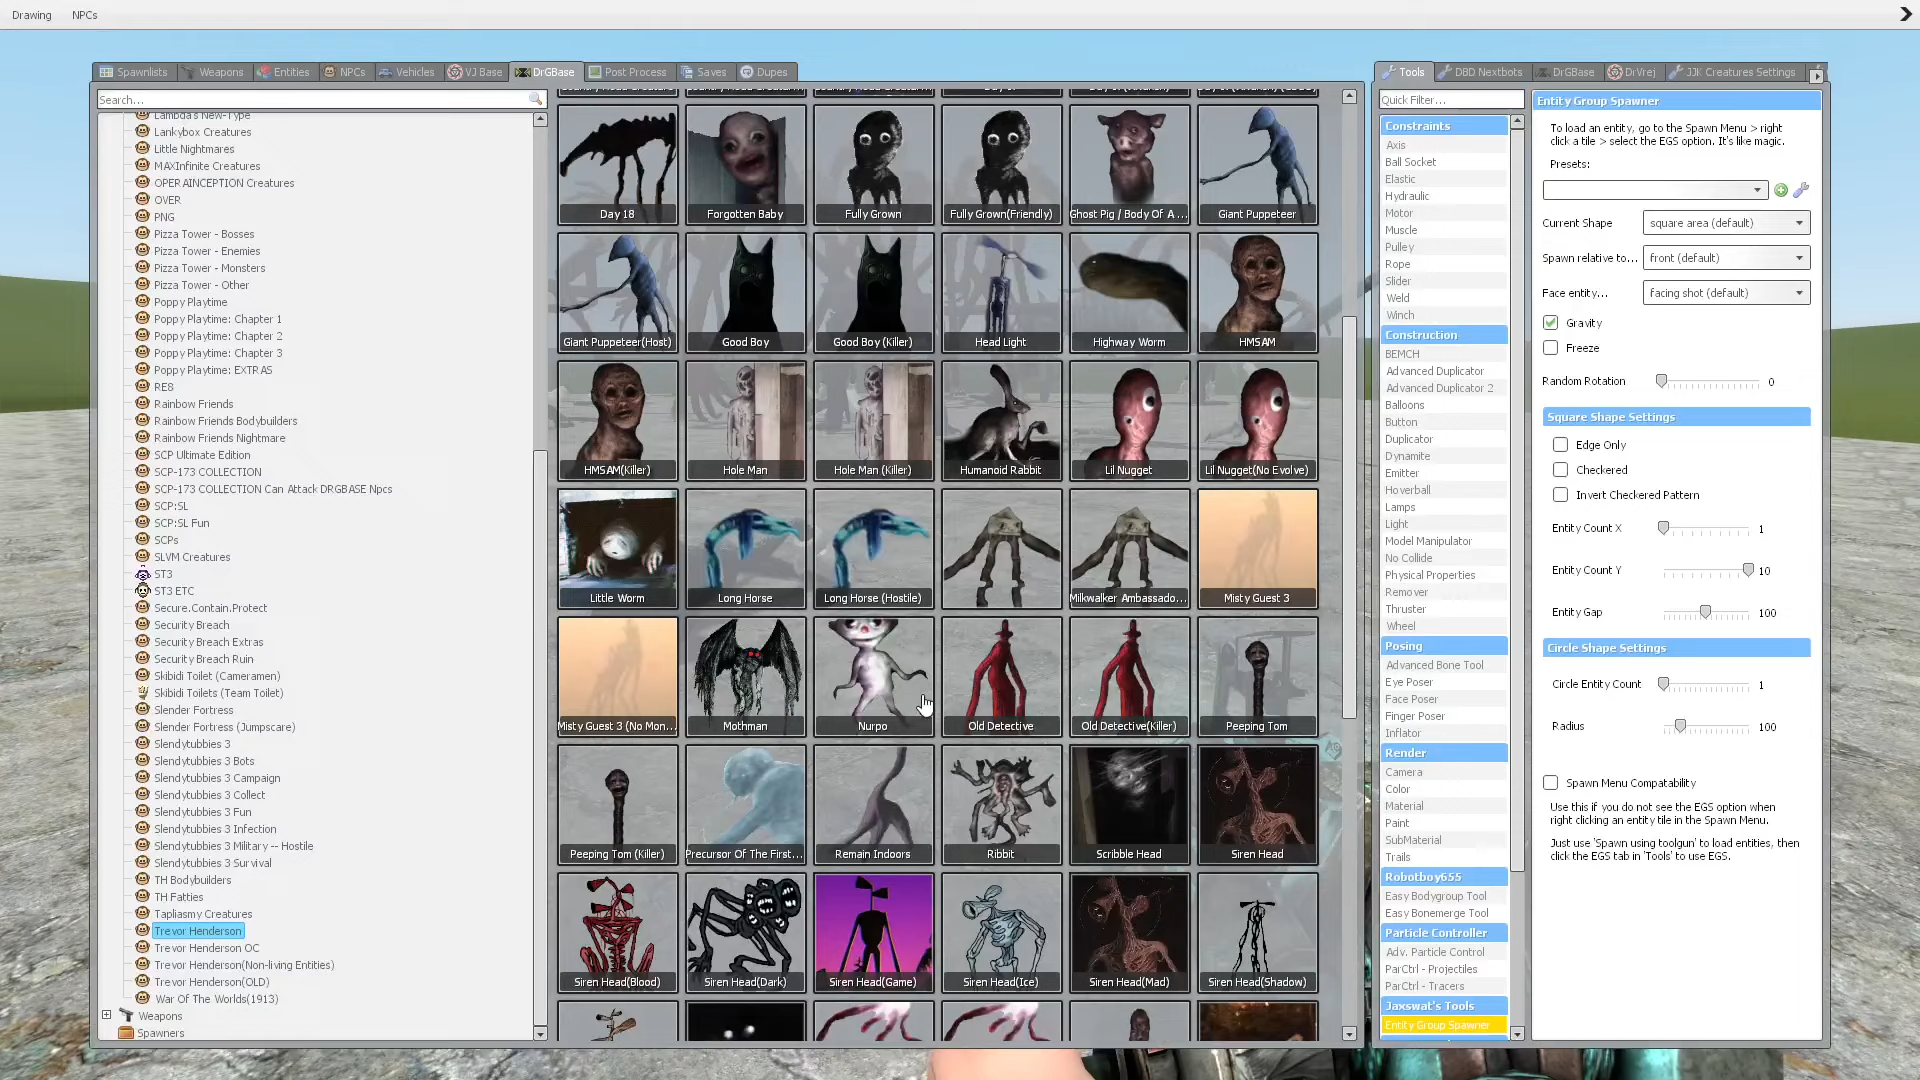 Drawing NPCs
Spawnlists Weapons Entities NPCs Vehicles VJ Base DrGBase Post Process Saves Dupes
Search...
Lambda's New-Type
Lankybox Creatures
Little Nightmares
MAXInfinite Creatures
OPER AINCEPTION Creatures
OVER
PNG
Pizza Tower - Bosses
Pizza Tower - Enemies
Pizza Tower - Monsters
Pizza Tower - Other
Poppy Playtime
Poppy Playtime: Chapter 1
Poppy Playtime: Chapter 2
Poppy Playtime: Chapter 3
Poppy Playtime: EXTRAS
RE8
Rainbow Friends
Rainbow Friends Bodybuilders
Rainbow Friends Nightmare
SCP Ultimate Edition
SCP-173 COLLECTION
SCP-173 COLLECTION Can Attack DRGBASE Npcs
SCP:SL
SCP:SL Fun
SCPs
SLVM Creatures
ST3
ST3 ETC
Secure.Contain.Protect
Security Breach
Security Breach Extras
Security Breach Ruin
Skibidi Toilet (Cameramen)
Skibidi Toilets (Team Toilet)
Slender Fortress
Slender Fortress (Jumpscare)
Slendytubbies 3
Slendytubbies 3 Bots
Slendytubbies 3 Campaign
Slendytubbies 3 Collect
Slendytubbies 3 Fun
Slendytubbies 3 Infection
Slendytubbies 3 Military -- Hostile
Slendytubbies 3 Survival
TH Bodybuilders
TH Fatties
Tapliasmy Creatures
Trevor Henderson
Trevor Henderson OC
Trevor Henderson(Non-living Entities)
Trevor Henderson(OLD)
War Of The Worlds(1913)
Weapons
Spawners
Day 18 Forgotten Baby Fully Grown Fully Grown(Friendly) Ghost Pig / Body Of A ... Giant Puppeteer
Giant Puppeteer(Host) Good Boy Good Boy (Killer) Head Light Highway Worm HMSAM
HMSAM(Killer) Hole Man Hole Man (Killer) Humanoid Rabbit Lil Nugget Lil Nugget(No Evolve)
Little Worm Long Horse Long Horse (Hostile) Milkwalker Ambassado... Misty Guest 3
Misty Guest 3 (No Mon... Mothman Nurpo Old Detective Old Detective(Killer) Peeping Tom
Peeping Tom (Killer) Precursor Of The First... Remain Indoors Ribbit Scribble Head Siren Head
Siren Head(Blood) Siren Head(Dark) Siren Head(Game) Siren Head(Ice) Siren Head(Mad) Siren Head(Shadow)
Tools DBD Nextbots DrGBase DrVrej JJK Creatures Settings
Quick Filter...
Constraints
Axis
Ball Socket
Elastic
Hydraulic
Motor
Muscle
Pulley
Rope
Slider
Weld
Winch
Construction
BEMCH
Advanced Duplicator
Advanced Duplicator 2
Balloons
Button
Duplicator
Dynamite
Emitter
Hoverball
Lamps
Light
Model Manipulator
No Collide
Physical Properties
Remover
Thruster
Wheel
Posing
Advanced Bone Tool
Eye Poser
Face Poser
Finger Poser
Inflator
Render
Camera
Color
Material
Paint
SubMaterial
Trails
Robotboy655
Easy Bodygroup Tool
Easy Bonemerge Tool
Particle Controller
Adv. Particle Control
ParCtrl - Projectiles
ParCtrl - Tracers
Jaxswat's Tools
Entity Group Spawner
Entity Group Spawner
To load an entity, go to the Spawn Menu > right
click a tile > select the EGS option. It's like magic.
Presets:
Current Shape square area (default)
Spawn relative to... front (default)
Face entity... facing shot (default)
Gravity
Freeze
Random Rotation 0
Square Shape Settings
Edge Only
Checkered
Invert Checkered Pattern
Entity Count X 1
Entity Count Y 10
Entity Gap 100
Circle Shape Settings
Circle Entity Count 1
Radius 100
Spawn Menu Compatability
Use this if you do not see the EGS option when
right clicking an entity tile in the Spawn Menu.
Just use 'Spawn using toolgun' to load entities, then
click the EGS tab in 'Tools' to use EGS.